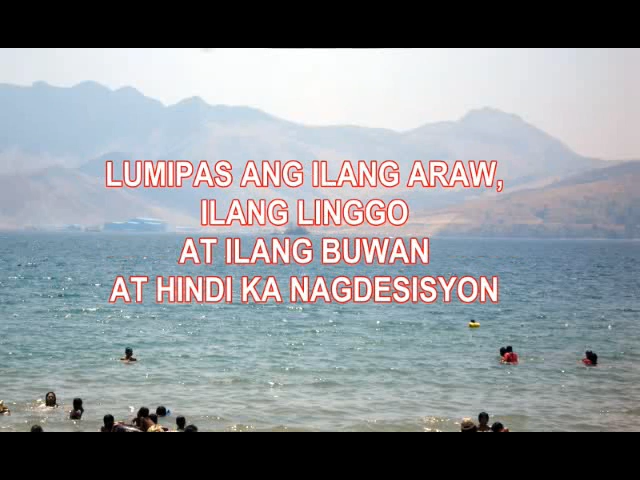 LUMIPAS ANG ILANG ARAW,
ILANG LINGGO
AT ILANG BUWAN
AT HINDI KA NAGDESISYON